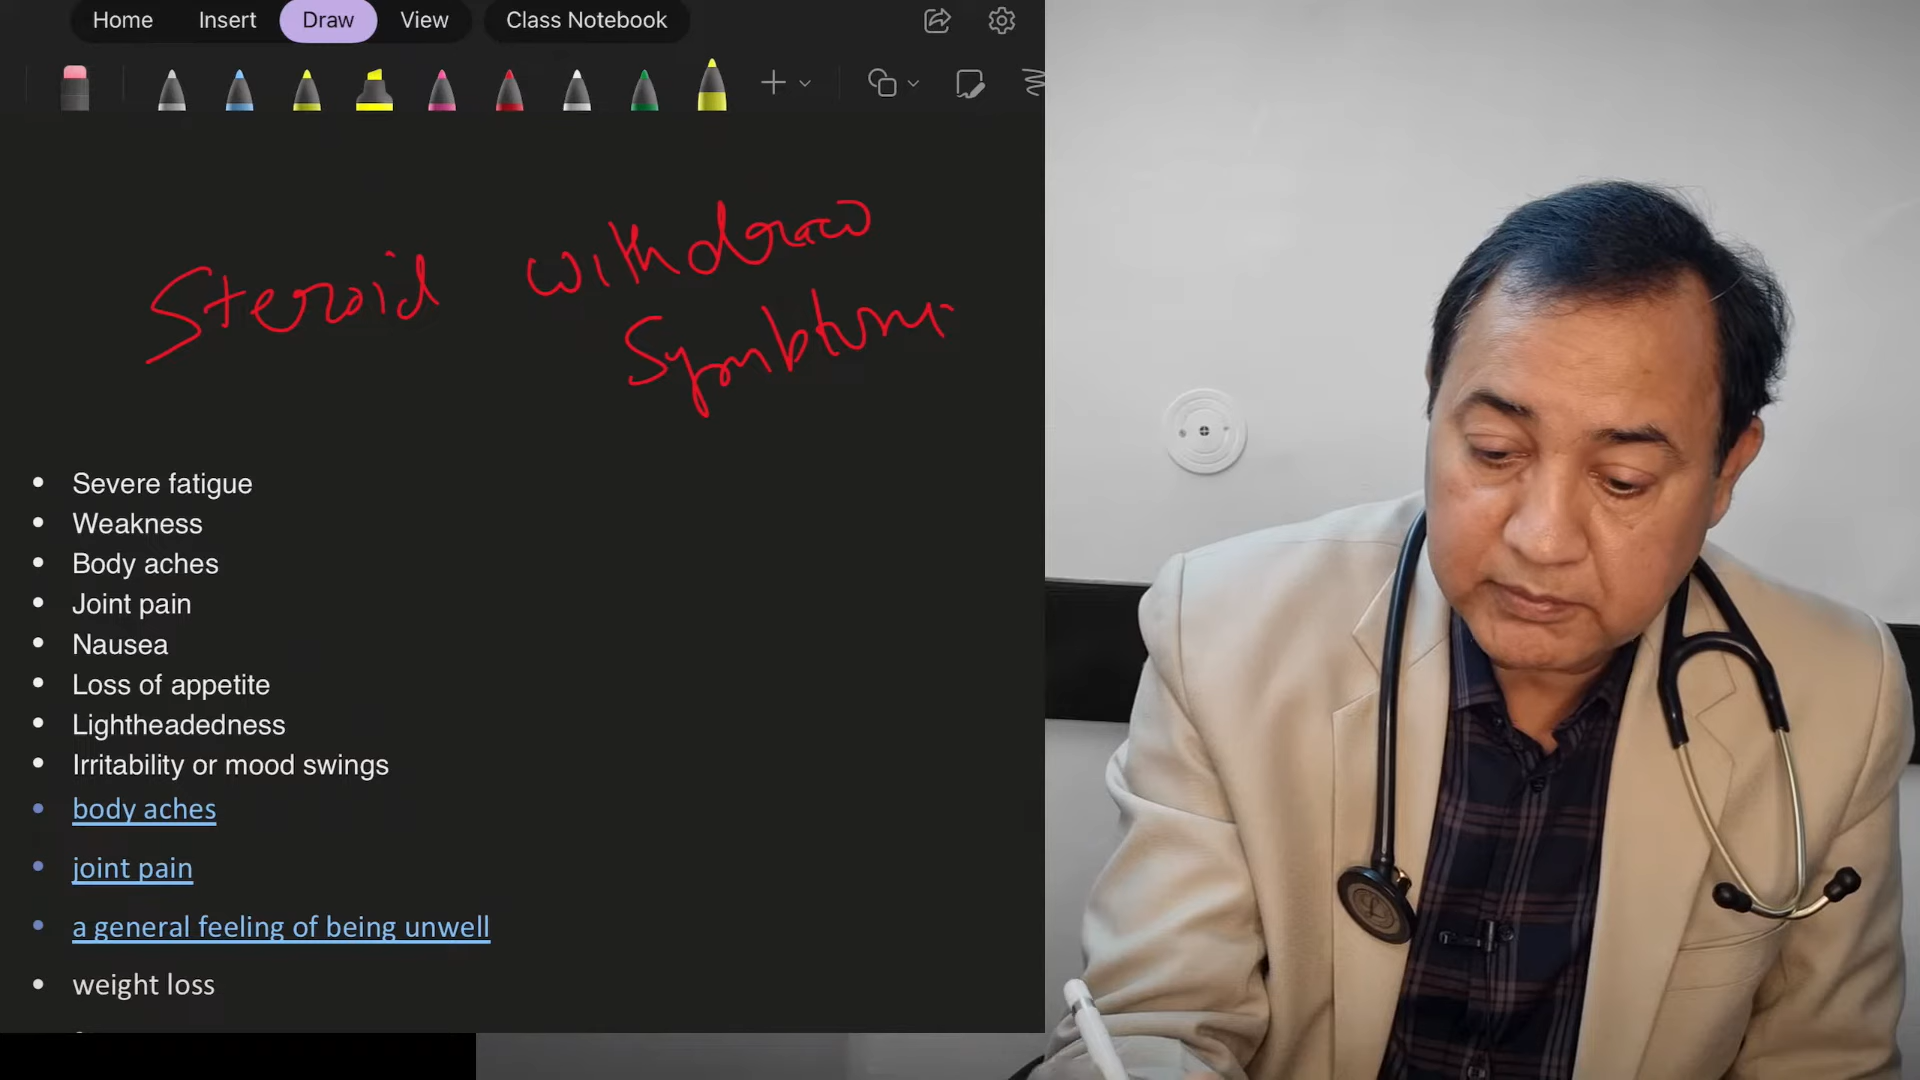 Home Insert Draw View Class Notebook
Steroid withdraw
Symptoms
• Severe fatigue
• Weakness
• Body aches
• Joint pain
• Nausea
• Loss of appetite
• Lightheadedness
• Irritability or mood swings
• body aches
• joint pain
• a general feeling of being unwell
• weight loss